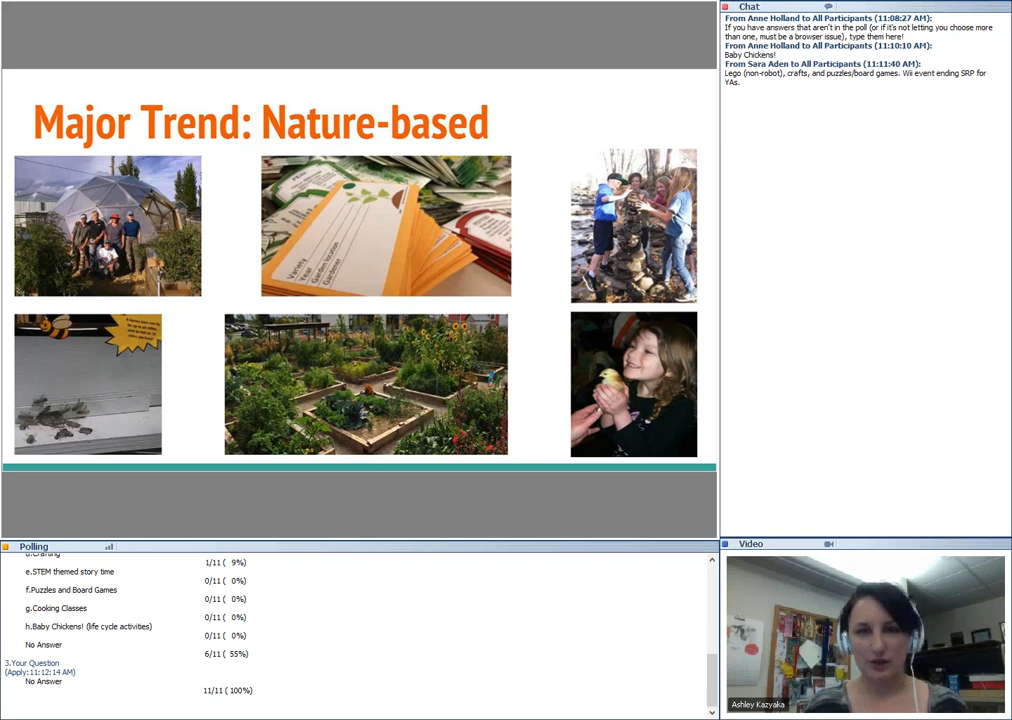 Major Trend: Nature-based
Variety
Year
Garden location
Gardener
Chat
From Anne Holland to All Participants (11:08:27 AM):
If you have answers that aren't in the poll (or if it's not letting you choose more
than one, must be a browser issue), type them here!
From Anne Holland to All Participants (11:10:10 AM):
Baby Chickens!
From Sara Aden to All Participants (11:11:40 AM):
Lego (non-robot), crafts, and puzzles/board games. Wii event ending SRP for
YAs.
Polling
d.Crafting
1/11 ( 9%)
e.STEM themed story time
0/11 ( 0%)
f.Puzzles and Board Games
0/11 ( 0%)
g.Cooking Classes
0/11 ( 0%)
h.Baby Chickens! (life cycle activities)
0/11 ( 0%)
No Answer
6/11 ( 55%)
3.Your Question
(Apply:11:12:14 AM)
No Answer
11/11 ( 100%)
Video
Ashley Kazyaka